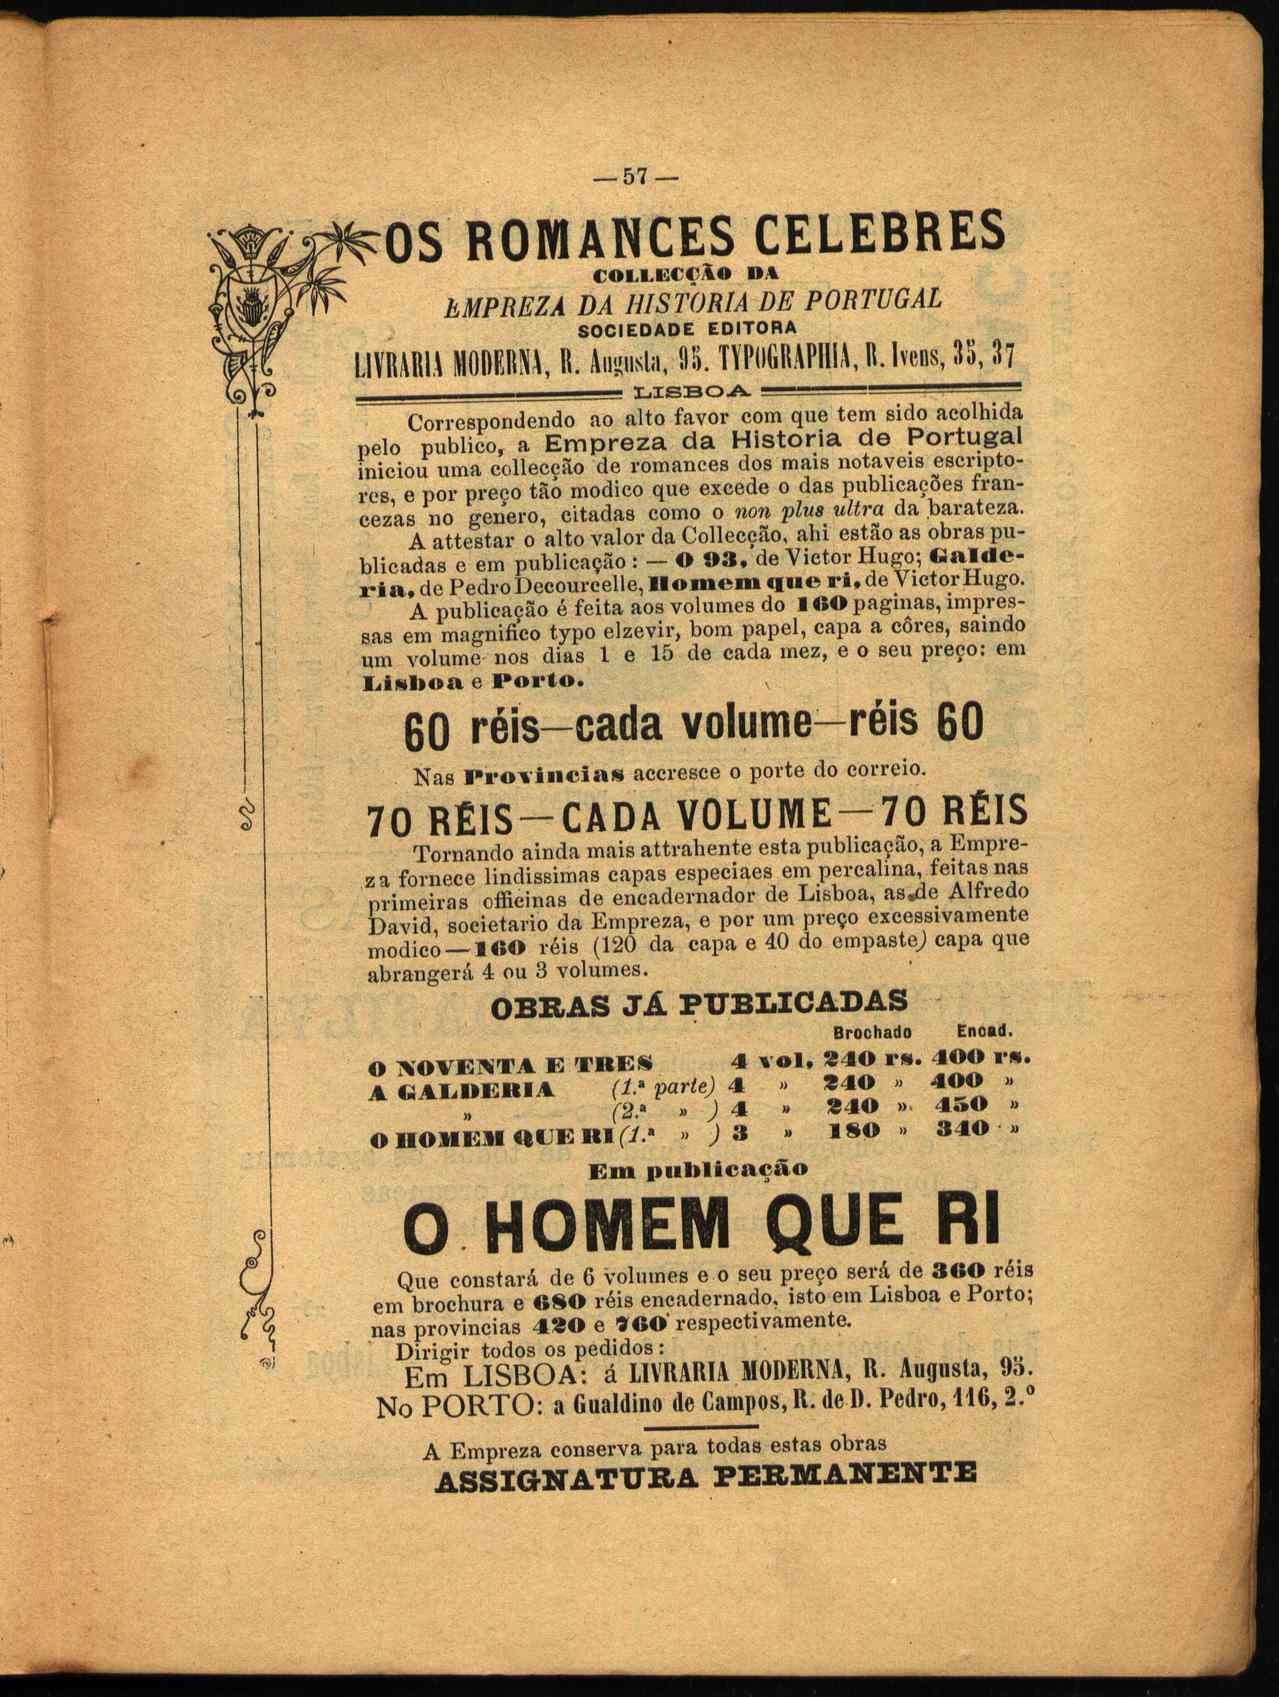 — 57 —
OS ROMANCES CELEBRES
COLLECÇÃO DA
EMPREZA DA HISTORIA DE PORTUGAL
SOCIEDADE EDITORA
LIVRARIA MODERNA, R. Augusta, 95. TYPOGRAPHIA, R. Ivens, 35, 37
LISBOA
Correspondendo ao alto favor com que tem sido acolhida
pelo publico, a Empreza da Historia de Portugal
iniciou uma collecção de romances dos mais notaveis escripto-
res, e por preço tão modico que excede o das publicações fran-
cezas no genero, citadas como o non plus ultra da barateza.
A attestar o alto valor da Collecção, ahi estão as obras pu-
blicadas e em publicação : — O 93, de Victor Hugo; Galde-
ria, de Pedro Decourcelle, Homem que ri, de Victor Hugo.
A publicação é feita aos volumes do 160 paginas, impres-
sas em magnifico typo elzevir, bom papel, capa a côres, saindo
um volume nos dias 1 e 15 de cada mez, e o seu preço: em
Lisboa e Porto.
60 réis—cada volume—réis 60
Nas Provincias accresce o porte do correio.
70 RÉIS—CADA VOLUME—70 RÉIS
Tornando ainda mais attrahente esta publicação, a Empre-
za fornece lindissimas capas especiaes em percalina, feitas nas
primeiras officinas de encadernador de Lisboa, as de Alfredo
David, societario da Empreza, e por um preço excessivamente
modico—160 réis (120 da capa e 40 do empaste) capa que
abrangerá 4 ou 3 volumes.
OBRAS JÁ PUBLICADAS
Brochado Encad.
O NOVENTA E TRES 4 vol. 240 rs. 400 rs.
A GALDERIA (1.ª parte) 4 » 240 » 400 »
» (2.ª » ) 4 » 240 » 450 »
O HOMEM QUE RI (1.ª » ) 3 » 180 » 340 »
Em publicação
O HOMEM QUE RI
Que constará de 6 volumes e o seu preço será de 360 réis
em brochura e 680 réis encadernado, isto em Lisboa e Porto;
nas provincias 420 e 760 respectivamente.
Dirigir todos os pedidos :
Em LISBOA: á LIVRARIA MODERNA, R. Augusta, 95.
No PORTO: a Gualdino de Campos, R. de D. Pedro, 116, 2.º
A Empreza conserva para todas estas obras
ASSIGNATURA PERMANENTE